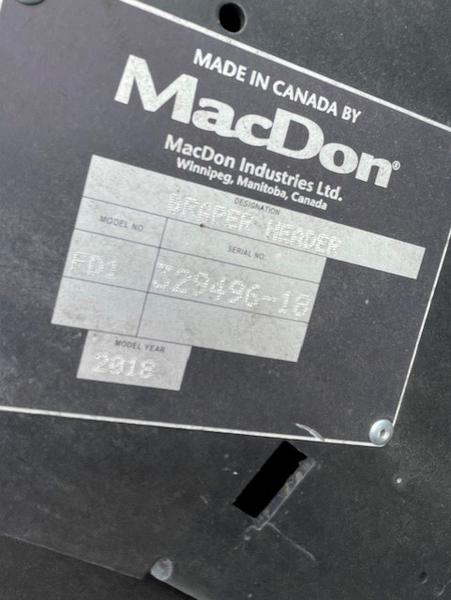 MADE IN CANADA BY
MacDon®
MacDon Industries Ltd.
Winnipeg, Manitoba, Canada
DESIGNATION
DRAPER HEADER
MODEL NO.
SERIAL NO.
FD1
329496-18
MODEL YEAR
2018